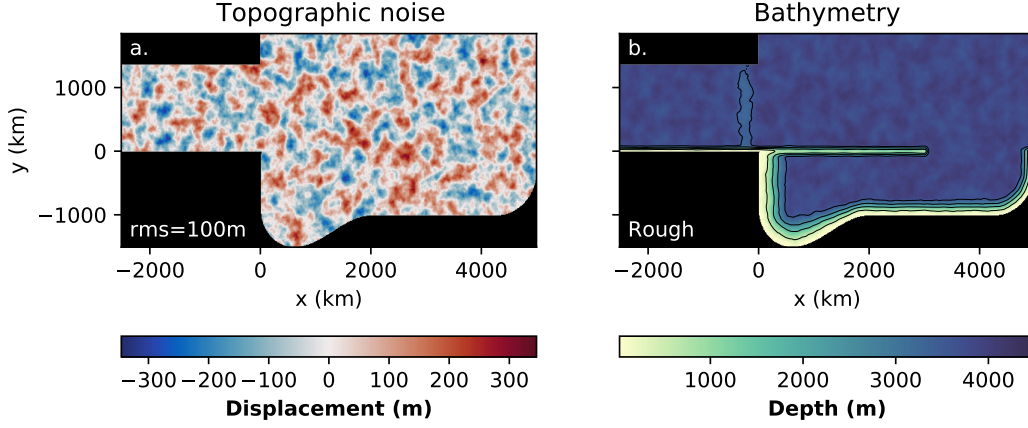 Topographic noise
a.
y (km)
1000
0
−1000
rms=100m
−2000 0 2000 4000
x (km)
−300 −200 −100 0 100 200 300
Displacement (m)
Bathymetry
b.
Rough
−2000 0 2000 4000
x (km)
1000 2000 3000 4000
Depth (m)